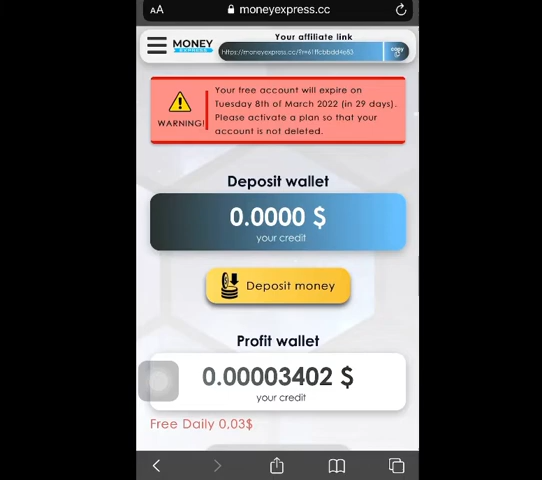 AA moneyexpress.cc
Your affiliate link
MONEY
EXPRESS
COPY
WARNING!
Your free account will expire on
Tuesday 8th of March 2022 (in 29 days).
Please activate a plan so that your
account is not deleted.
Deposit wallet
0.0000 $
your credit
Deposit money
Profit wallet
0.00003402 $
your credit
Free Daily 0,03$